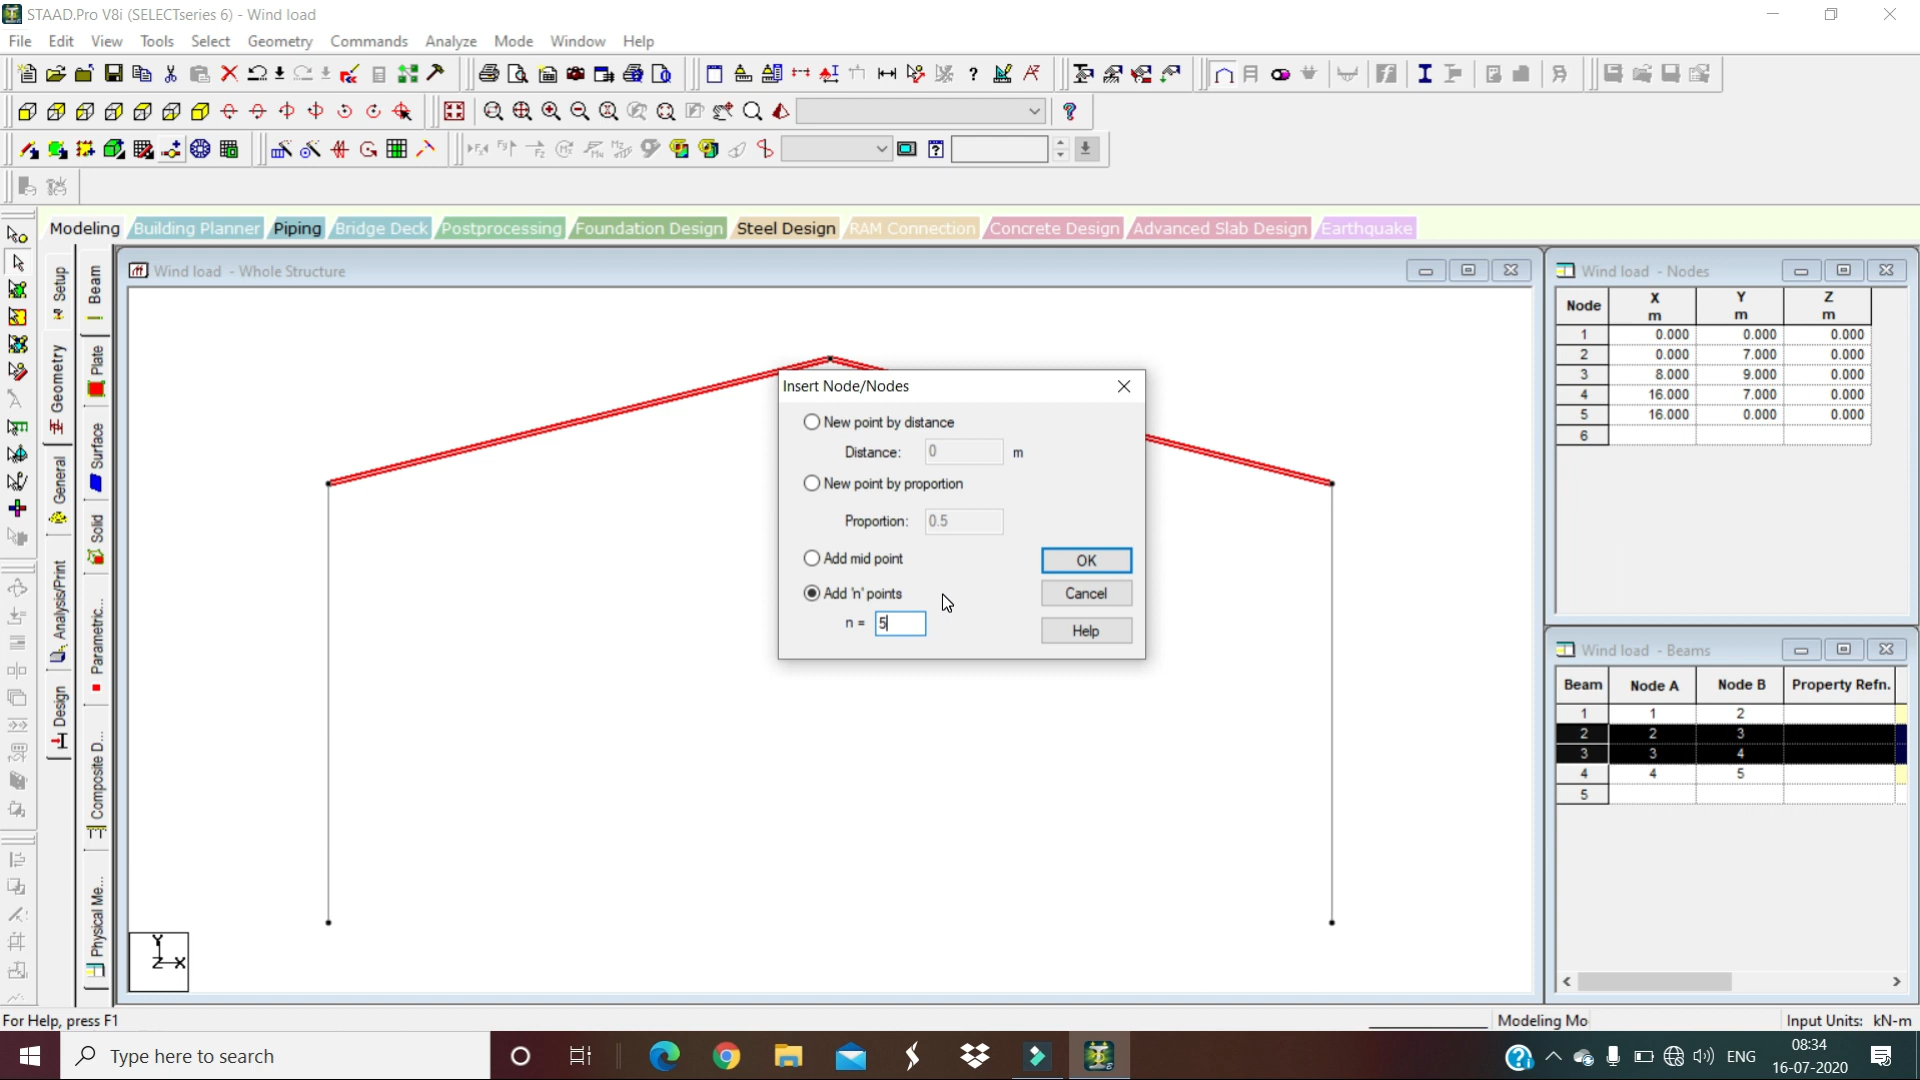 STAAD.Pro V8i (SELECTseries 6) - Wind load
File Edit View Tools Select Geometry Commands Analyze Mode Window Help
Modeling Building Planner Piping Bridge Deck Postprocessing Foundation Design Steel Design RAM Connection Concrete Design Advanced Slab Design Earthquake
Setup
Geometry
General
Analysis/Print
Design
Beam
Plate
Surface
Solid
Parametric...
Composite D...
Physical Me...
Wind load - Whole Structure
Insert Node/Nodes
New point by distance
Distance: 0 m
New point by proportion
Proportion: 0.5
Add mid point
OK
Add 'n' points
Cancel
n = 5
Help
Y
Z X
Wind load - Nodes
Node X m Y m Z m
1 0.000 0.000 0.000
2 0.000 7.000 0.000
3 8.000 9.000 0.000
4 16.000 7.000 0.000
5 16.000 0.000 0.000
6
Wind load - Beams
Beam Node A Node B Property Refn.
1 1 2
2 2 3
3 3 4
4 4 5
5
For Help, press F1
Modeling Mo
Input Units: kN-m
Type here to search
ENG
08:34
16-07-2020